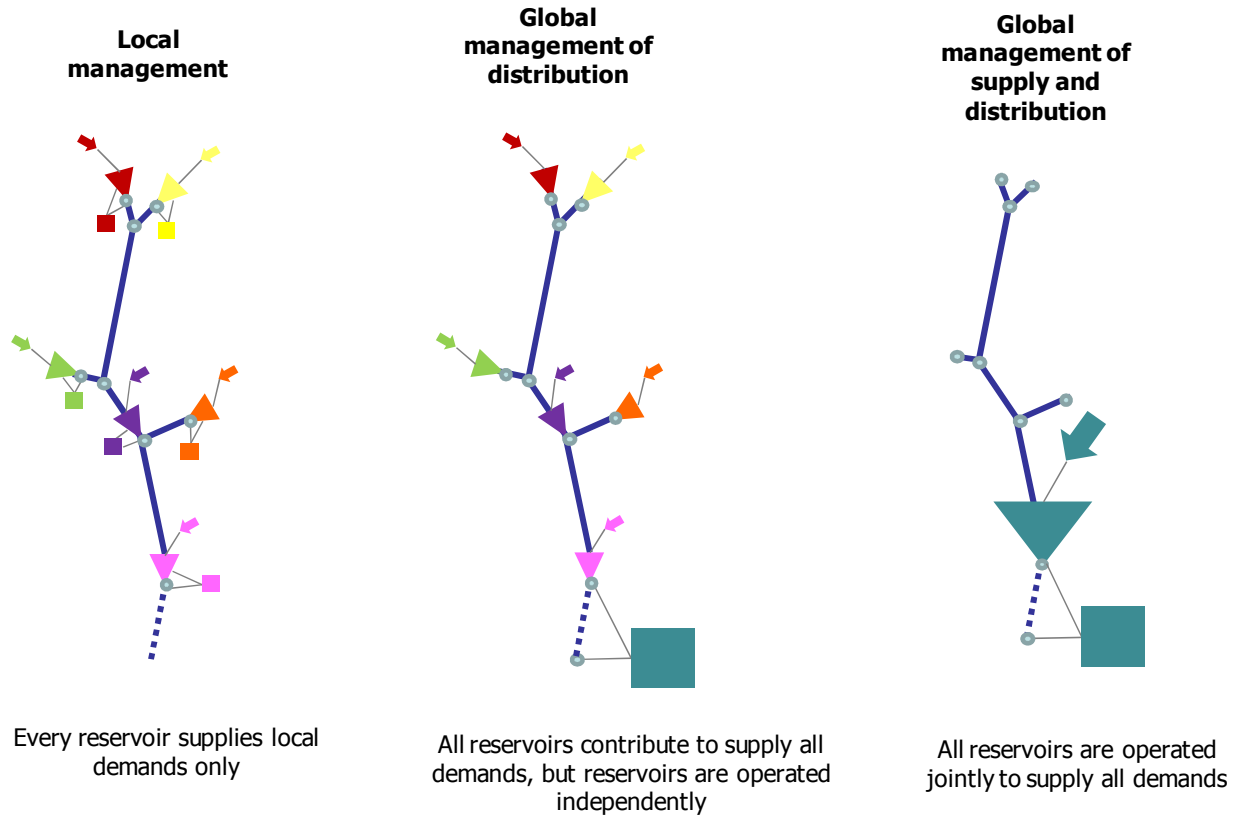 Local
management
Global
management of
distribution
Global
management of
supply and
distribution
Every reservoir supplies local
demands only
All reservoirs contribute to supply all
demands, but reservoirs are operated
independently
All reservoirs are operated
jointly to supply all demands